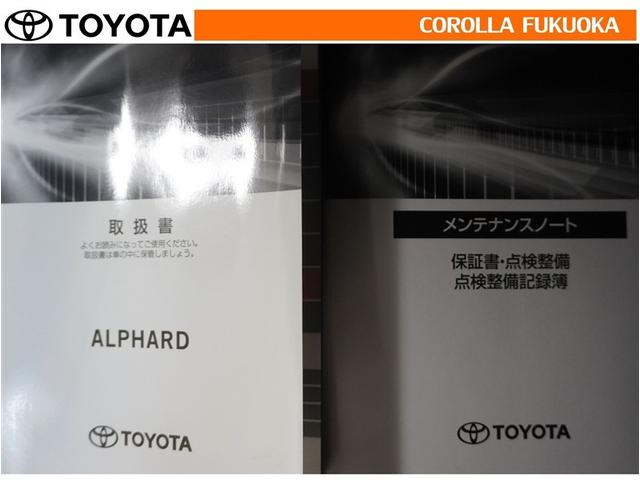 TOYOTA
COROLLA FUKUOKA
取扱書
よくお読みになってご使用ください。
取扱書は車の中に保管しましょう。
ALPHARD
TOYOTA
メンテナンスノート
保証書・点検整備
点検整備記録簿
TOYOTA